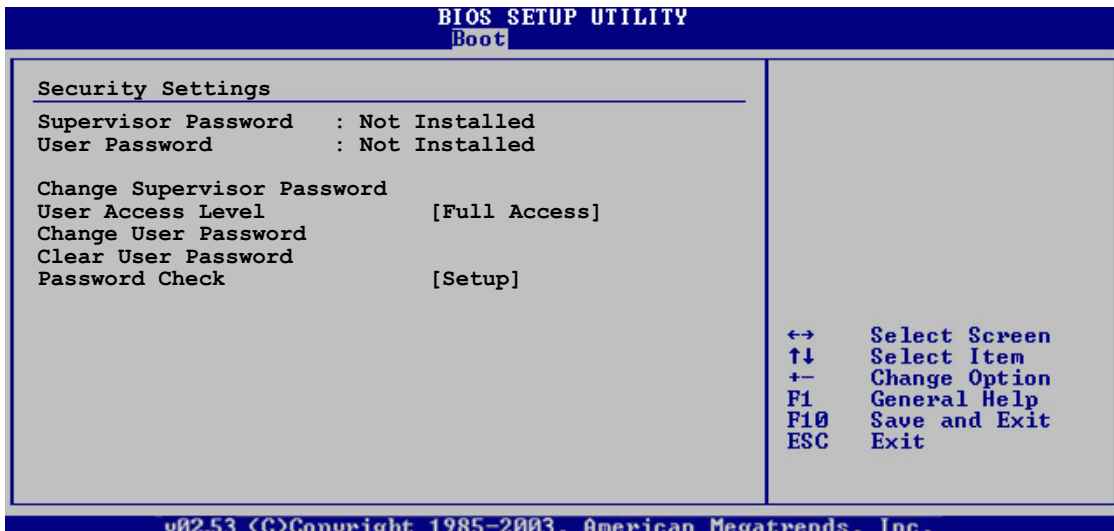 BIOS SETUP UTILITY
Boot
Security Settings
Supervisor Password : Not Installed
User Password : Not Installed
Change Supervisor Password
User Access Level [Full Access]
Change User Password
Clear User Password
Password Check [Setup]
←→ Select Screen
↑↓ Select Item
+- Change Option
F1 General Help
F10 Save and Exit
ESC Exit
v02.53 (C)Copyright 1985-2003, American Megatrends, Inc.